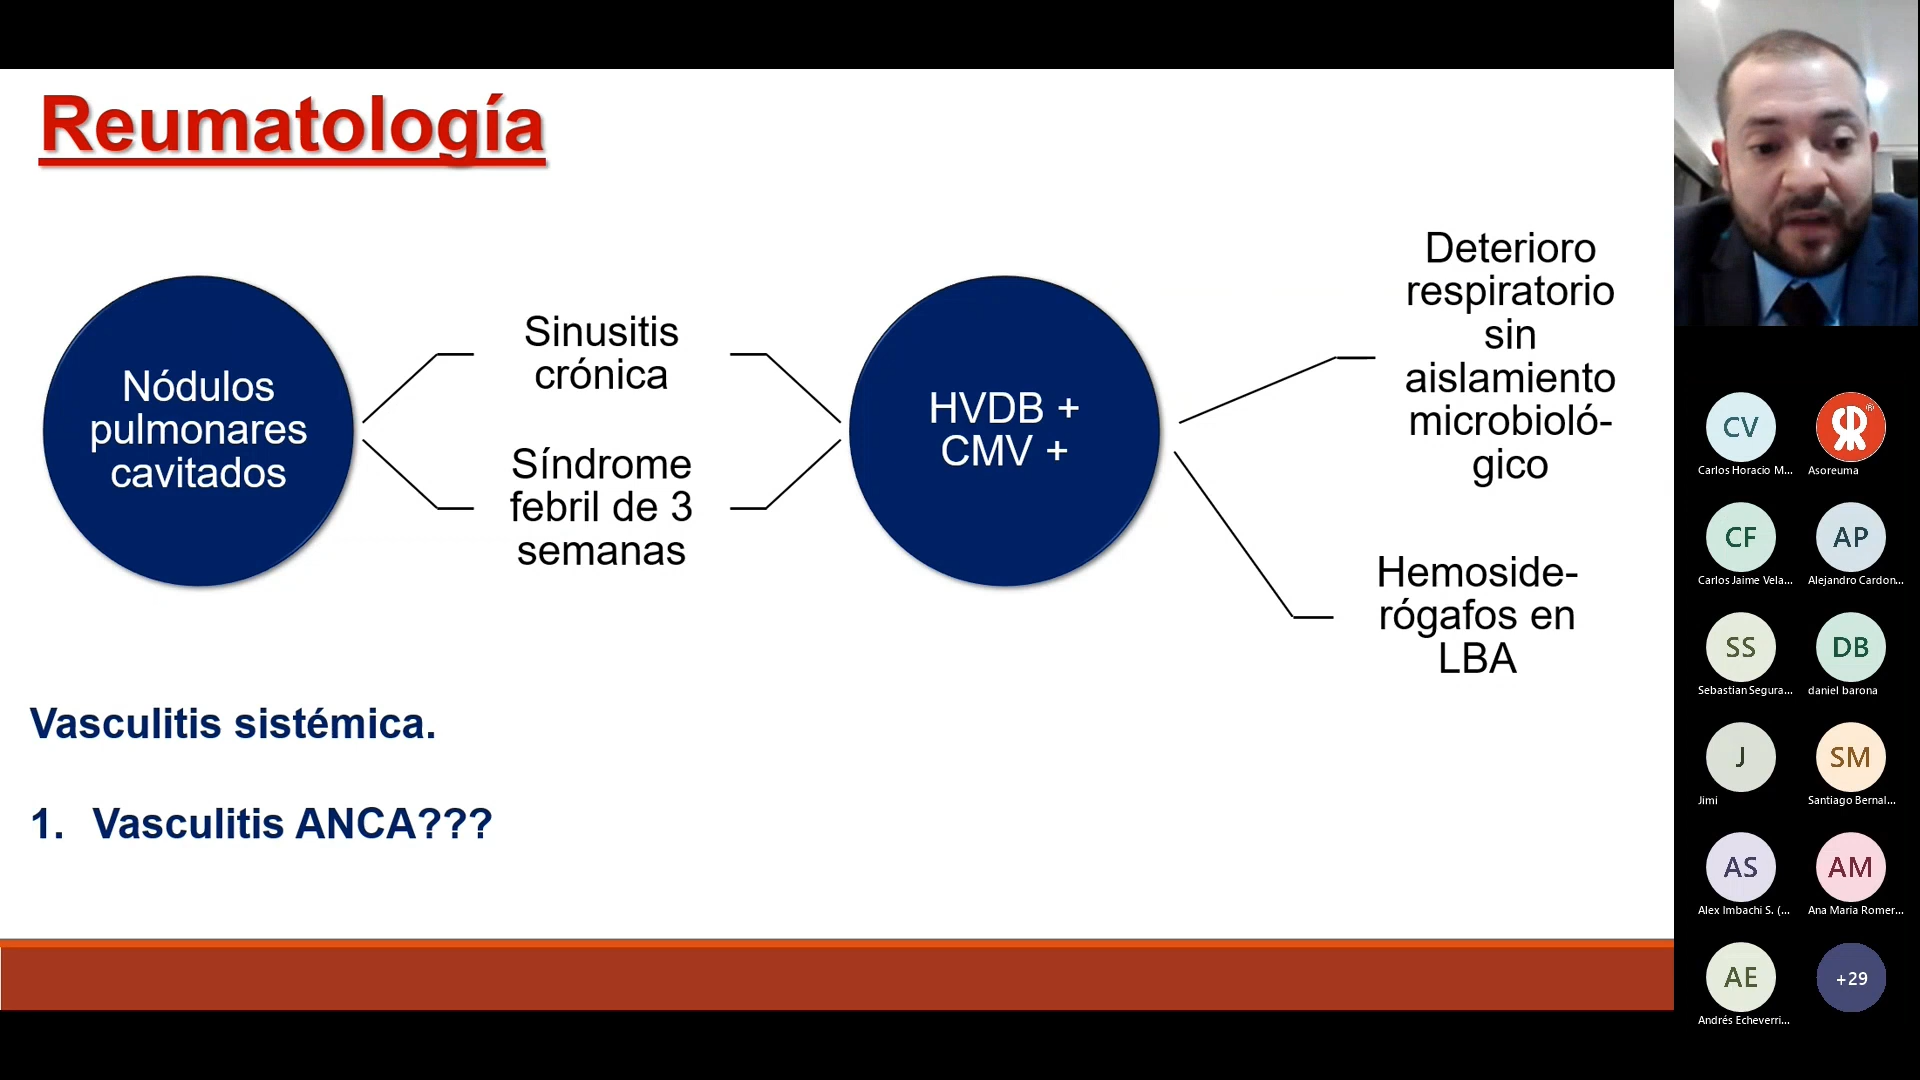 Reumatología
Nódulos
pulmonares
cavitados
Sinusitis
crónica
Síndrome
febril de 3
semanas
HVDB +
CMV +
Deterioro
respiratorio
sin
aislamiento
microbioló-
gico
Hemoside-
rógafos en
LBA
Vasculitis sistémica.
1. Vasculitis ANCA???
CV
Carlos Horacio M...
Asoreuma
CF
Carlos Jaime Vela...
AP
Alejandro Cardon...
SS
Sebastian Segura...
DB
daniel barona
J
Jimi
SM
Santiago Bernal...
AS
Alex Imbachi S. (...
AM
Ana Maria Romer...
AE
Andrés Echeverri...
+29